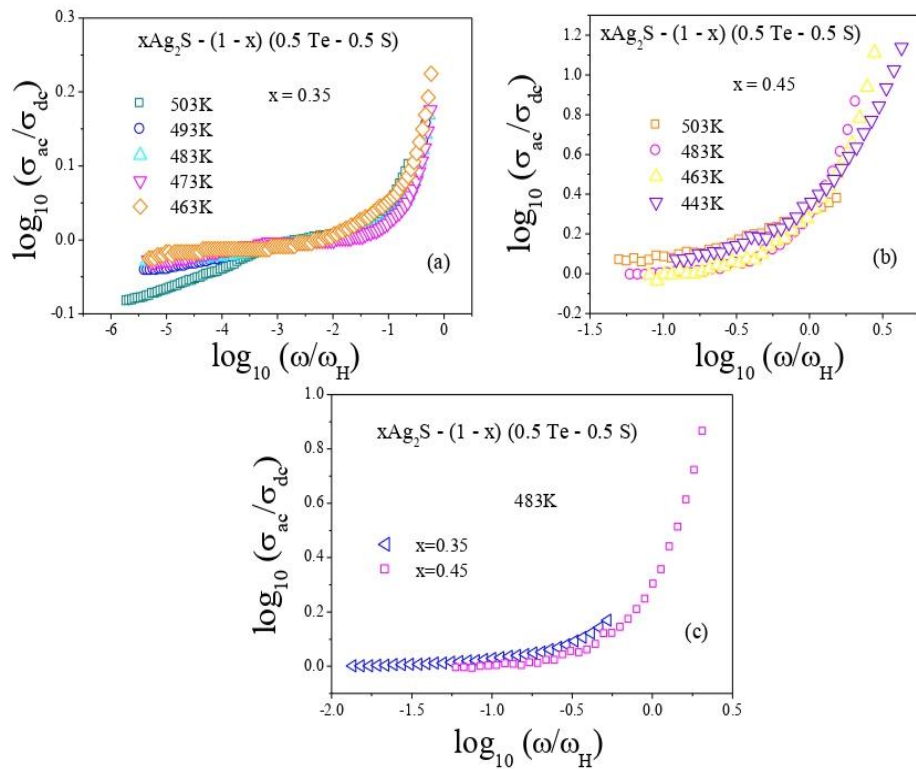 xAg₂S - (1 - x) (0.5 Te - 0.5 S)
x = 0.35
503K
493K
483K
473K
463K
(a)
0.3
0.2
0.1
0.0
-0.1
-6 -5 -4 -3 -2 -1 0
log₁₀ (σac/σdc)
log₁₀ (ω/ωH)
xAg₂S - (1 - x) (0.5 Te - 0.5 S)
x = 0.45
503K
483K
463K
443K
(b)
1.2
1.0
0.8
0.6
0.4
0.2
0.0
-0.2
-1.5 -1.0 -0.5 0.0 0.5
log₁₀ (σac/σdc)
log₁₀ (ω/ωH)
xAg₂S - (1 - x) (0.5 Te - 0.5 S)
483K
x=0.35
x=0.45
(c)
1.0
0.8
0.6
0.4
0.2
0.0
-2.0 -1.5 -1.0 -0.5 0.0 0.5
log₁₀ (σac/σdc)
log₁₀ (ω/ωH)